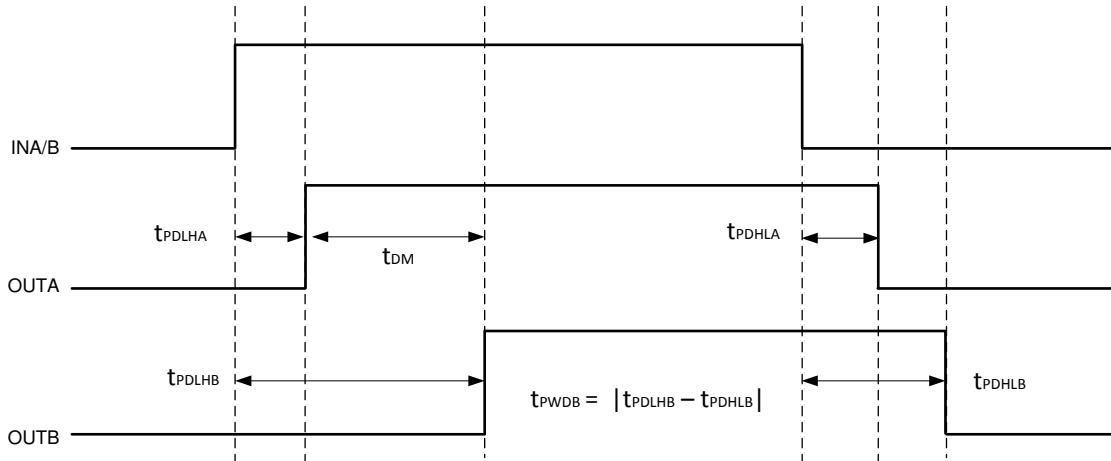 INA/B
tPDLHA
tPDHLA
tDM
OUTA
tPDLHB
tPDHLB
tPWDB = |tPDLHB – tPDHLB|
OUTB